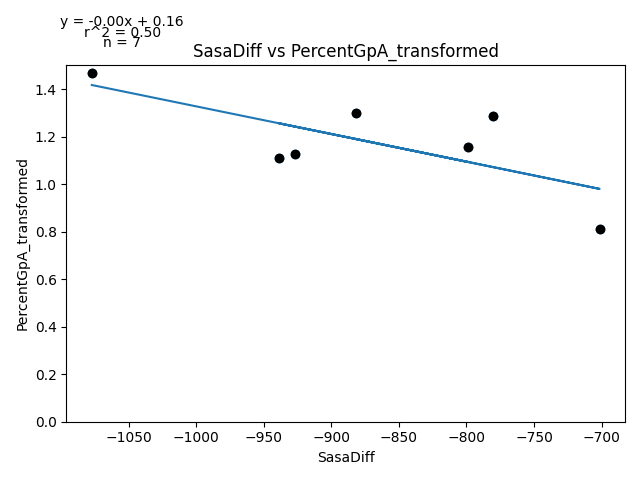 y = -0.00x + 0.16
r^2 = 0.50
n = 7
SasaDiff vs PercentGpA_transformed
1.4
1.2
1.0
0.8
0.6
0.4
0.2
0.0
PercentGpA_transformed
−1050 −1000 −950 −900 −850 −800 −750 −700
SasaDiff